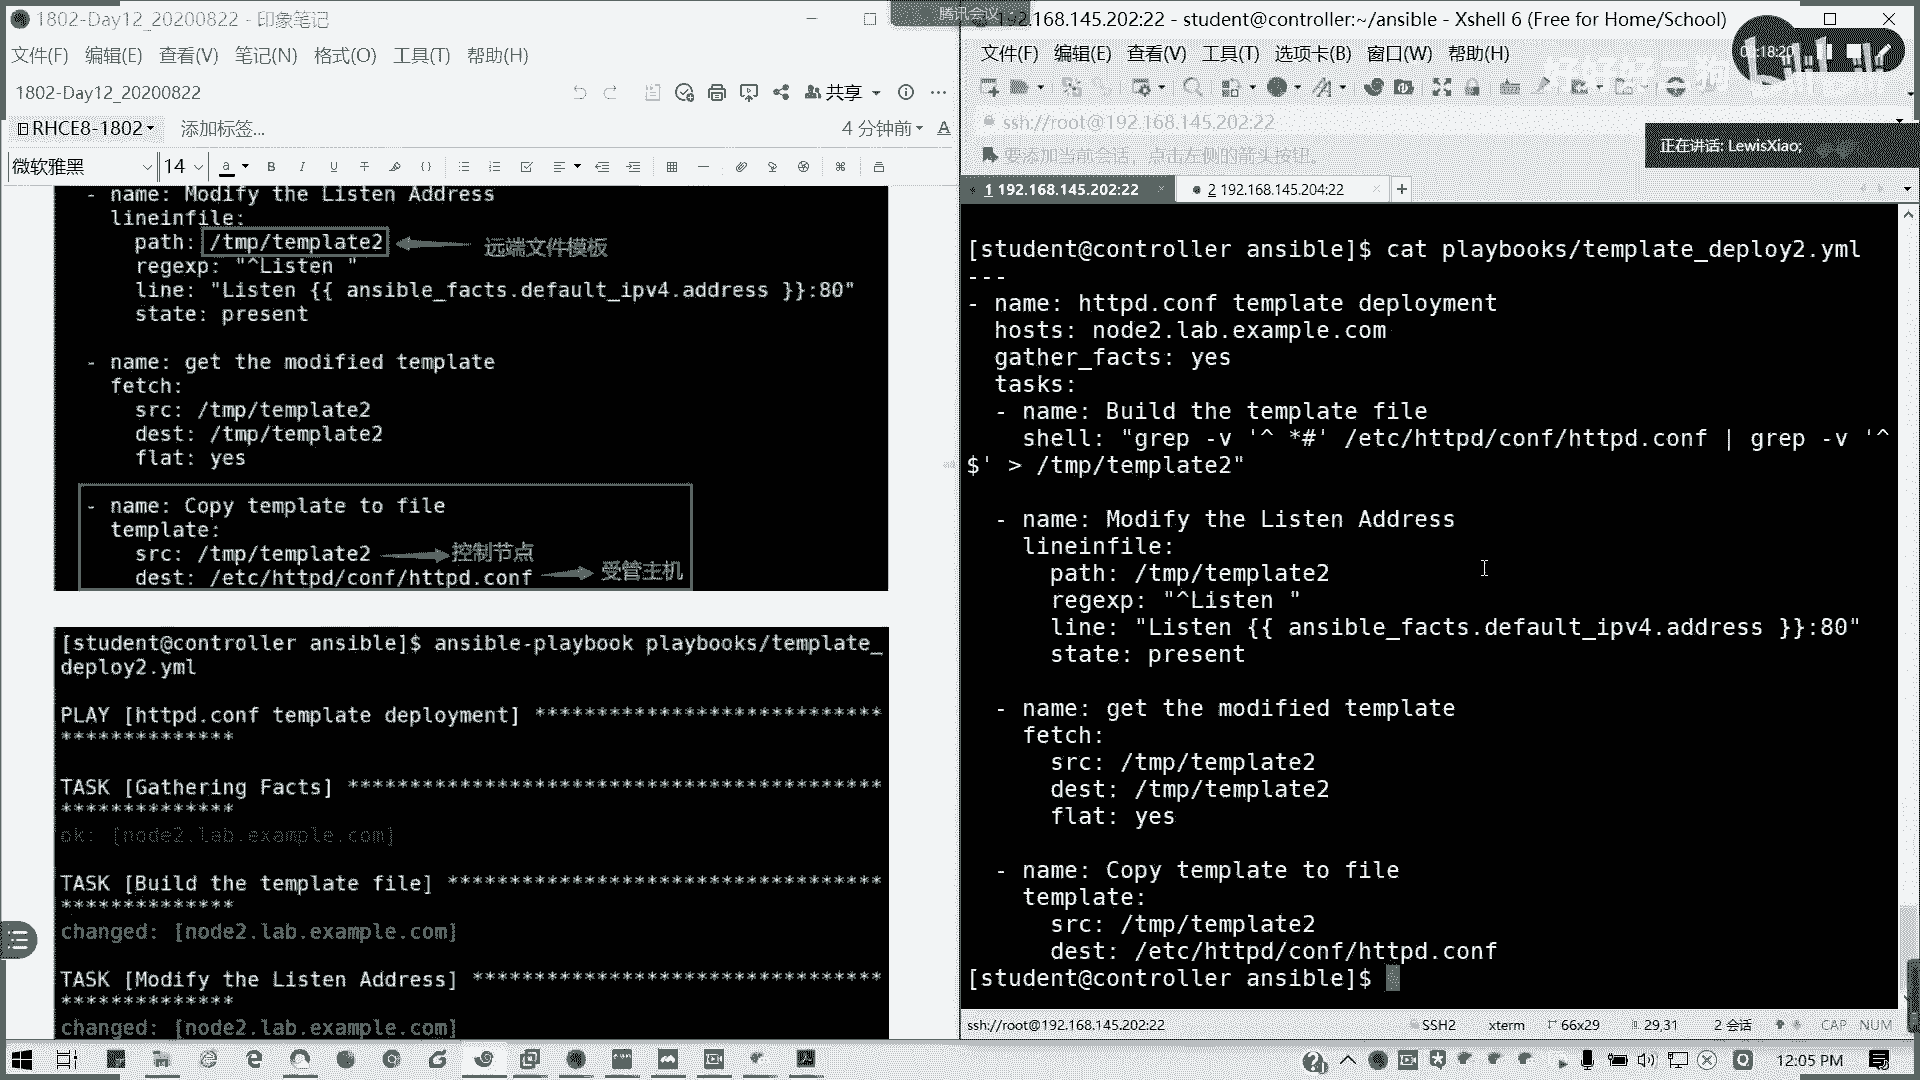 1802-Day12_20200822 - 印象笔记
文件(F) 编辑(E) 查看(V) 笔记(N) 格式(O) 工具(T) 帮助(H)
1802-Day12_20200822
共享
RHCE8-1802
添加标签...
4 分钟前
微软雅黑
14
- name: Modify the Listen Address
lineinfile:
path: /tmp/template2
远端文件模板
regexp: "^Listen "
line: "Listen {{ ansible_facts.default_ipv4.address }}:80"
state: present
- name: get the modified template
fetch:
src: /tmp/template2
dest: /tmp/template2
flat: yes
- name: Copy template to file
template:
src: /tmp/template2
控制节点
dest: /etc/httpd/conf/httpd.conf
受管主机
[student@controller ansible]$ ansible-playbook playbooks/template_
deploy2.yml
PLAY [httpd.conf template deployment] ****************************
**************
TASK [Gathering Facts] *******************************************
**************
ok: [node2.lab.example.com]
TASK [Build the template file] ***********************************
**************
changed: [node2.lab.example.com]
TASK [Modify the Listen Address] *********************************
**************
changed: [node2.lab.example.com]
腾讯会议
192.168.145.202:22 - student@controller:~/ansible - Xshell 6 (Free for Home/School)
文件(F) 编辑(E) 查看(V) 工具(T) 选项卡(B) 窗口(W) 帮助(H)
ssh://root@192.168.145.202:22
要添加当前会话，点击左侧的箭头按钮。
正在讲话: LewisXiao;
1 192.168.145.202:22
2 192.168.145.204:22
[student@controller ansible]$ cat playbooks/template_deploy2.yml
---
- name: httpd.conf template deployment
hosts: node2.lab.example.com
gather_facts: yes
tasks:
- name: Build the template file
shell: "grep -v '^ *#' /etc/httpd/conf/httpd.conf | grep -v '^
$' > /tmp/template2"
- name: Modify the Listen Address
lineinfile:
path: /tmp/template2
regexp: "^Listen "
line: "Listen {{ ansible_facts.default_ipv4.address }}:80"
state: present
- name: get the modified template
fetch:
src: /tmp/template2
dest: /tmp/template2
flat: yes
- name: Copy template to file
template:
src: /tmp/template2
dest: /etc/httpd/conf/httpd.conf
[student@controller ansible]$
ssh://root@192.168.145.202:22
SSH2
xterm
66x29
29,31
2 会话
CAP NUM
12:05 PM